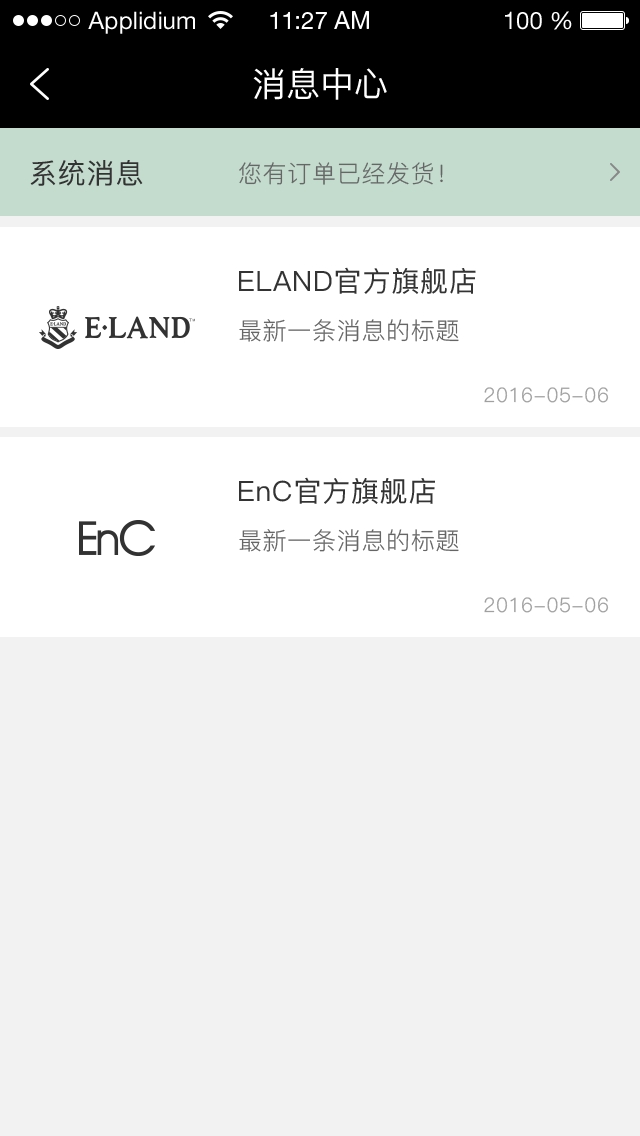 Applidium 11:27 AM 100 %
消息中心
系统消息 您有订单已经发货!
ELAND官方旗舰店
E·LAND™
最新一条消息的标题
2016-05-06
EnC官方旗舰店
EnC
最新一条消息的标题
2016-05-06